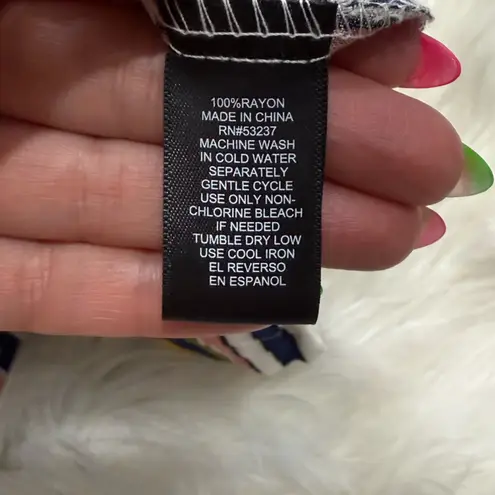 100%RAYON
MADE IN CHINA
RN#53237
MACHINE WASH
IN COLD WATER
SEPARATELY
GENTLE CYCLE
USE ONLY NON-
CHLORINE BLEACH
IF NEEDED
TUMBLE DRY LOW
USE COOL IRON
EL REVERSO
EN ESPANOL